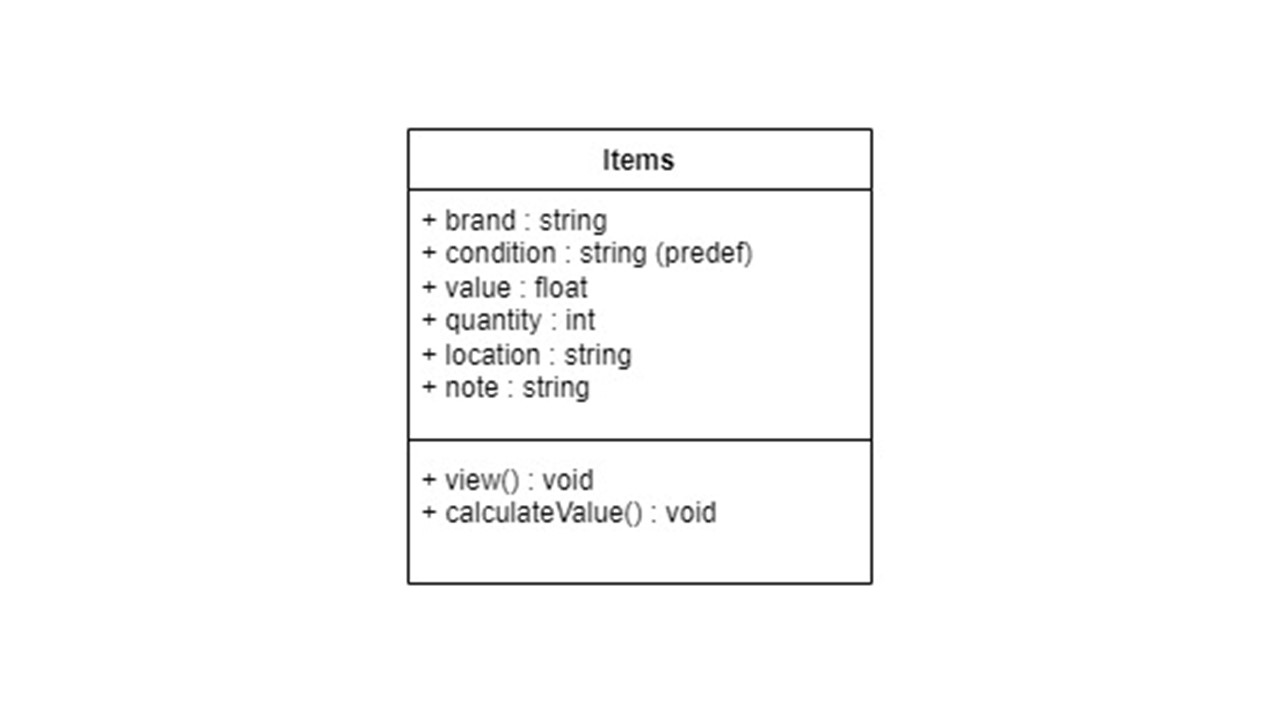 Items
+ brand : string
+ condition : string (predef)
+ value : float
+ quantity : int
+ location : string
+ note : string
+ view() : void
+ calculateValue() : void